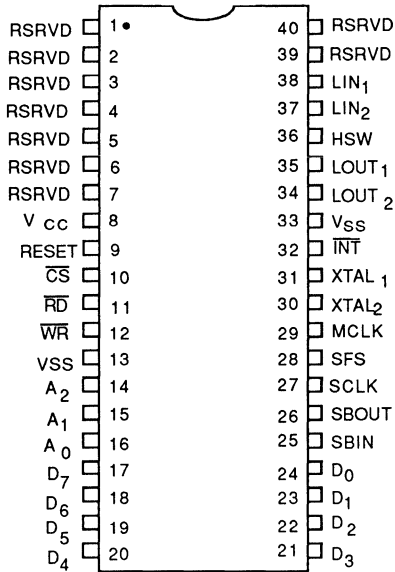 RSRVD 1 40 RSRVD
RSRVD 2 39 RSRVD
RSRVD 3 38 LIN1
RSRVD 4 37 LIN2
RSRVD 5 36 HSW
RSRVD 6 35 LOUT1
RSRVD 7 34 LOUT2
VCC 8 33 VSS
RESET 9 32 INT
CS 10 31 XTAL1
RD 11 30 XTAL2
WR 12 29 MCLK
VSS 13 28 SFS
A2 14 27 SCLK
A1 15 26 SBOUT
A0 16 25 SBIN
D7 17 24 D0
D6 18 23 D1
D5 19 22 D2
D4 20 21 D3